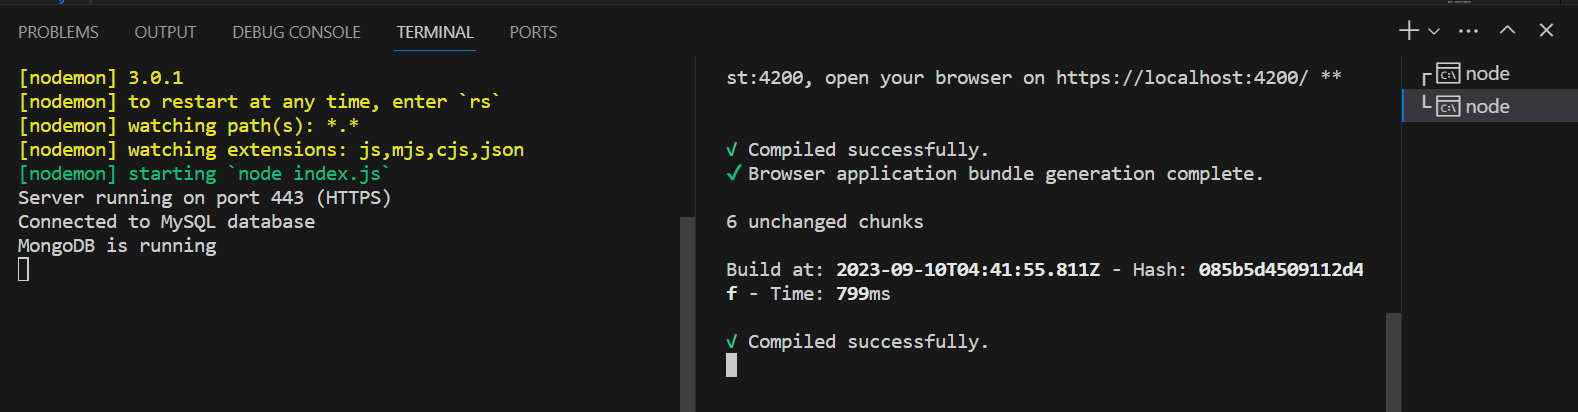 PROBLEMS OUTPUT DEBUG CONSOLE TERMINAL PORTS
[nodemon] 3.0.1
[nodemon] to restart at any time, enter `rs`
[nodemon] watching path(s): *.*
[nodemon] watching extensions: js,mjs,cjs,json
[nodemon] starting `node index.js`
Server running on port 443 (HTTPS)
Connected to MySQL database
MongoDB is running
st:4200, open your browser on https://localhost:4200/ **
√ Compiled successfully.
✔ Browser application bundle generation complete.
6 unchanged chunks
Build at: 2023-09-10T04:41:55.811Z - Hash: 085b5d4509112d4
f - Time: 799ms
√ Compiled successfully.
node
node